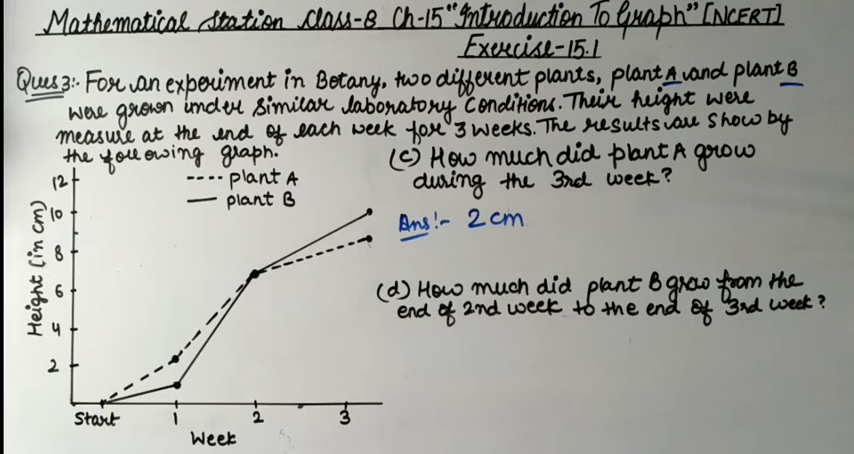 Mathematical Station Class-8 Ch-15 "Introduction To Graph" [NCERT]
Exercise-15.1
Ques 3:- For an experiment in Botany, two different plants, plant A and plant B
were grown under similar laboratory Conditions. Their height were
measure at the end of each week for 3 weeks. The results are show by
the following graph.
---- plant A
— plant B
12
10
8
6
4
2
Height (in cm)
Start 1 2 3
Week
(c) How much did plant A grow
during the 3rd week?
Ans:- 2 cm
(d) How much did plant B grow from the
end of 2nd week to the end of 3rd week?